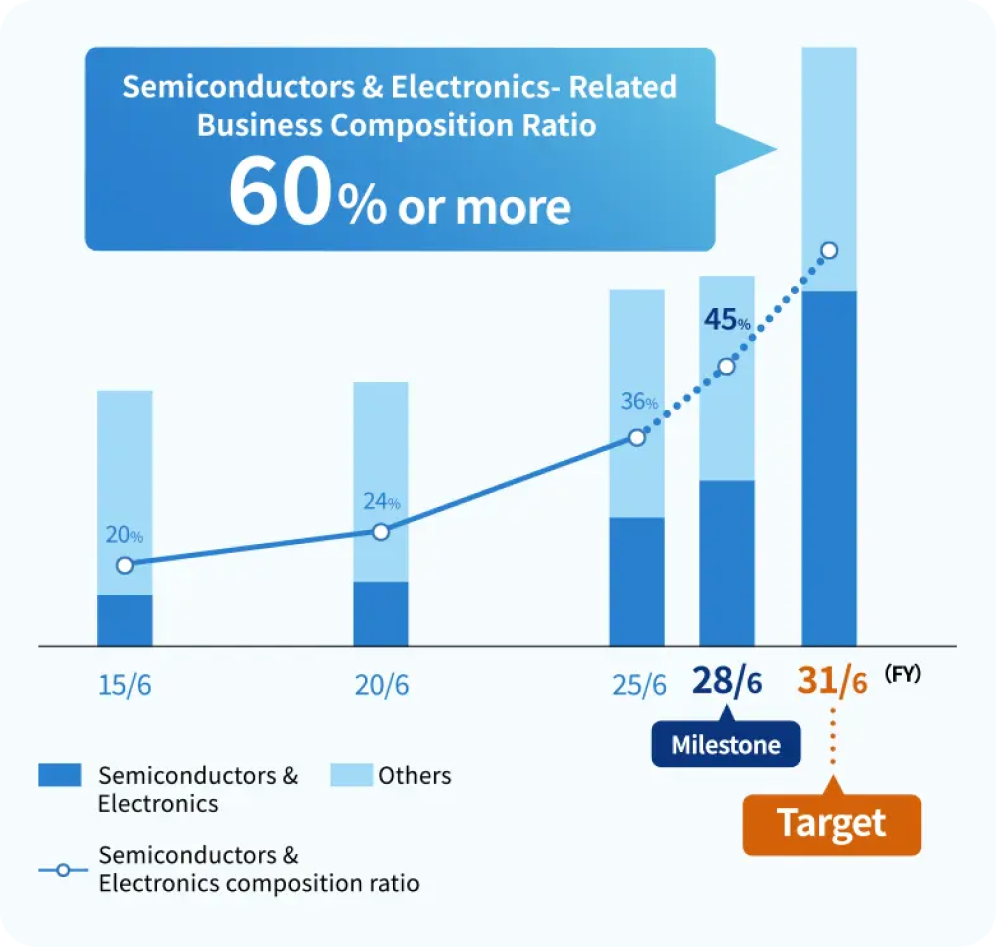 Semiconductors & Electronics- Related
Business Composition Ratio
60% or more
20%
24%
36%
45%
15/6
20/6
25/6
28/6
31/6
(FY)
Milestone
Target
Semiconductors &
Electronics
Others
Semiconductors &
Electronics composition ratio